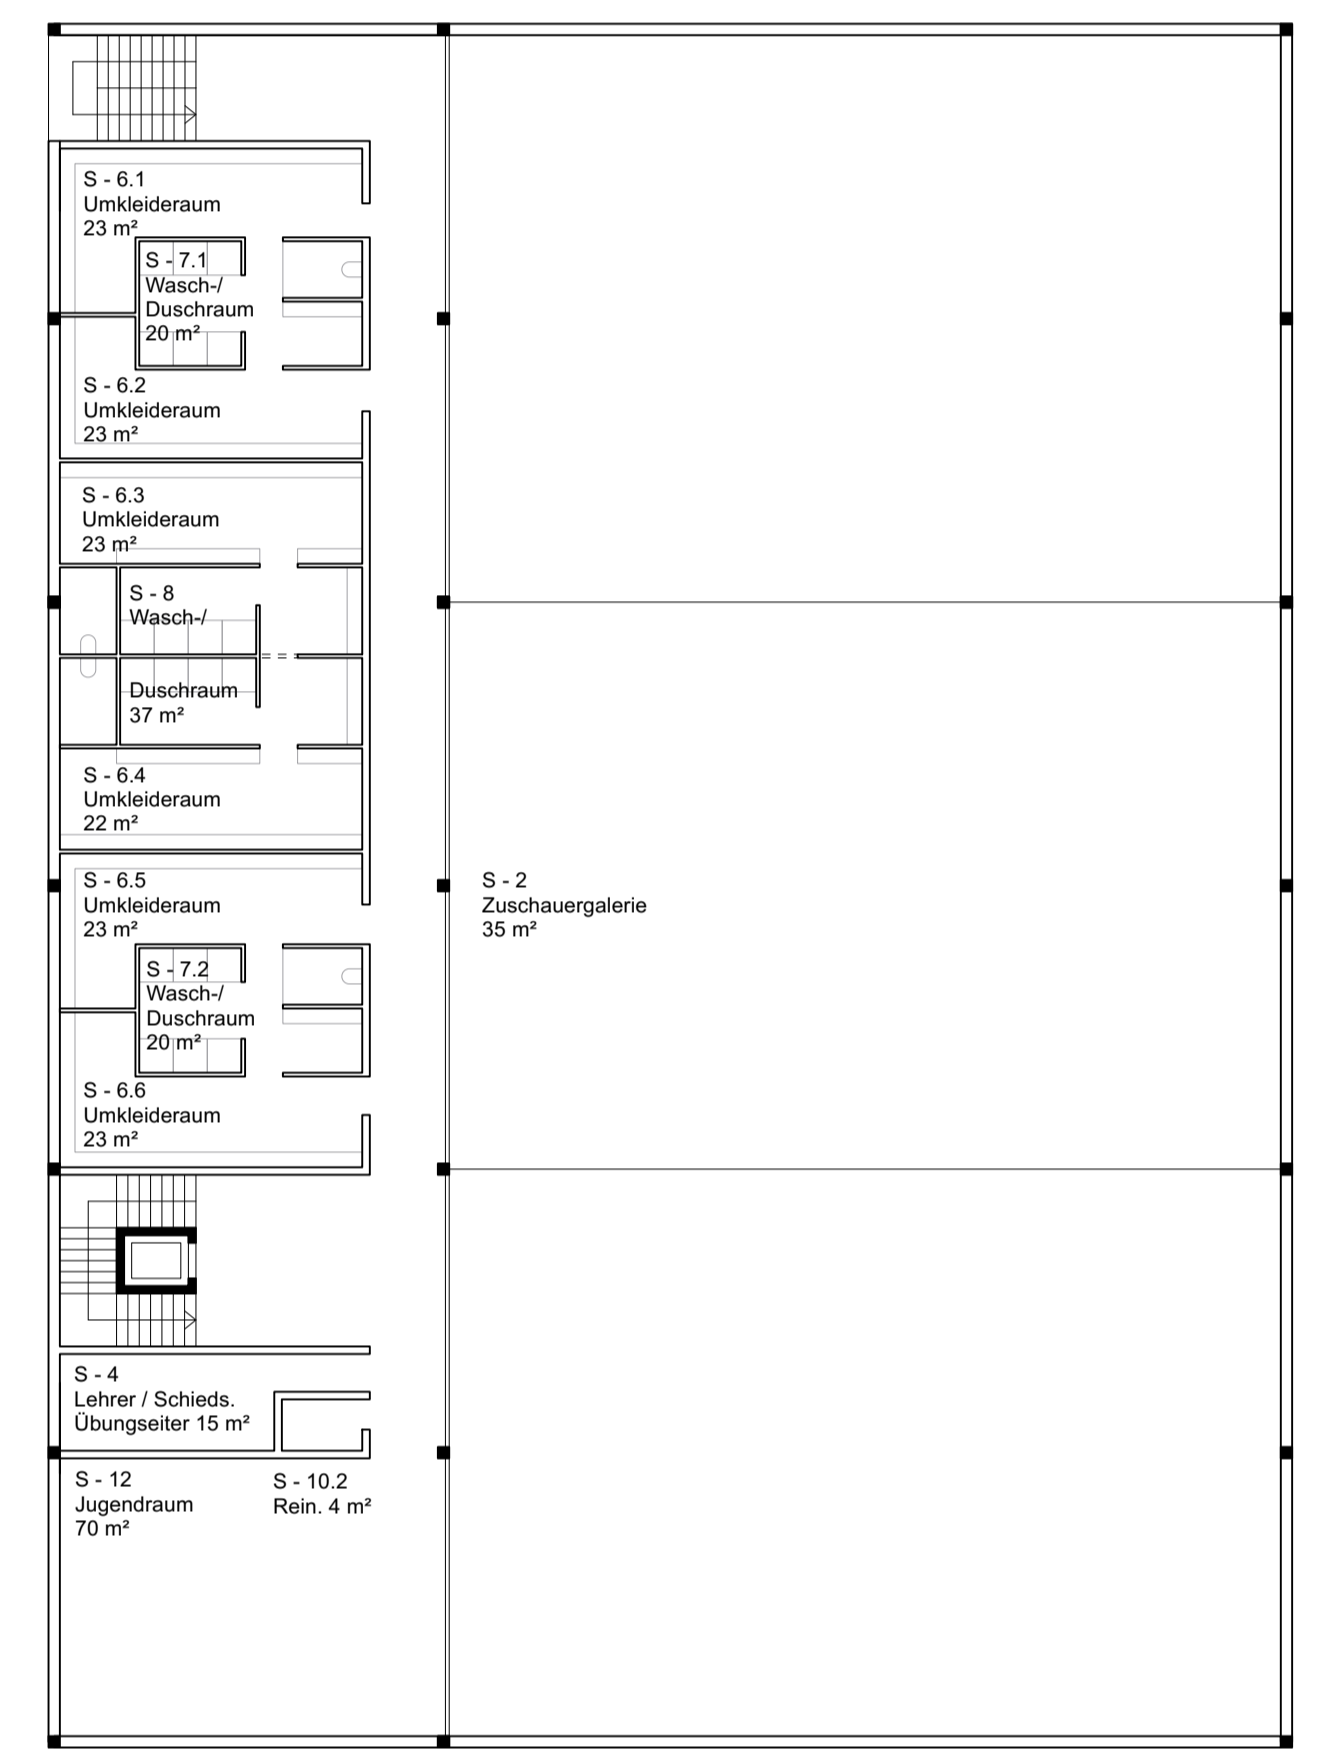 S - 6.1
Umkleideraum
23 m²
S - 7.1
Wasch-/
Duschraum
20 m²
S - 6.2
Umkleideraum
23 m²
S - 6.3
Umkleideraum
23 m²
S - 8
Wasch-/
Duschraum
37 m²
S - 6.4
Umkleideraum
22 m²
S - 6.5
Umkleideraum
23 m²
S - 2
Zuschauergalerie
35 m²
S - 7.2
Wasch-/
Duschraum
20 m²
S - 6.6
Umkleideraum
23 m²
S - 4
Lehrer / Schieds.
Übungseiter 15 m²
S - 12
Jugendraum
70 m²
S - 10.2
Rein. 4 m²